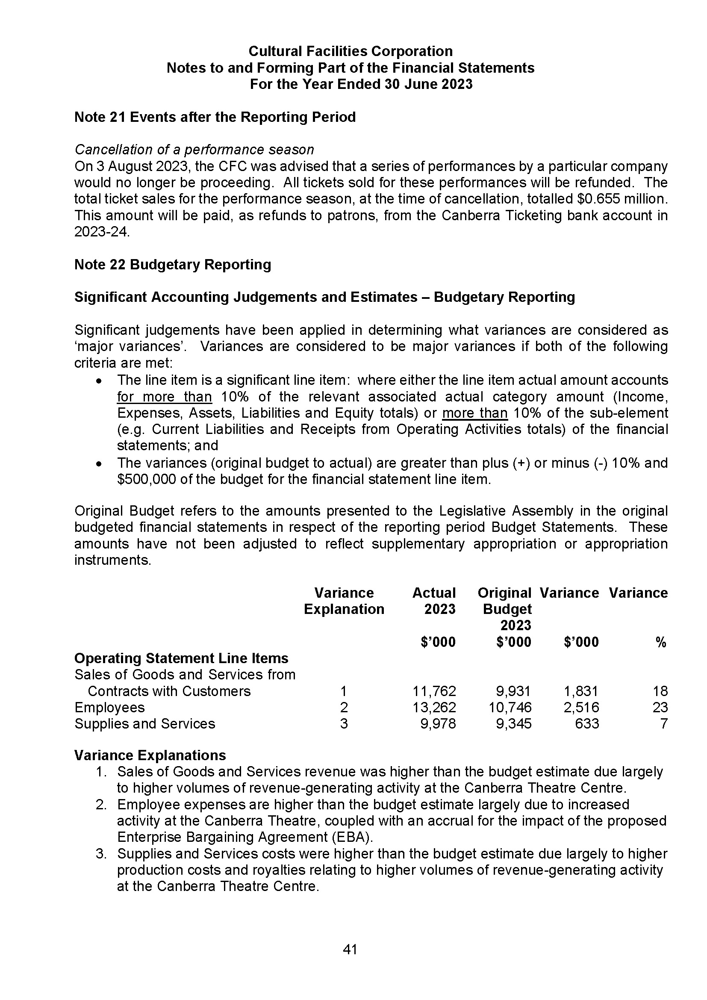 Cultural Facilities Corporation
Notes to and Forming Part of the Financial Statements
For the Year Ended 30 June 2023
Note 21 Events after the Reporting Period
Cancellation of a performance season
On 3 August 2023, the CFC was advised that a series of performances by a particular company
would no longer be proceeding. All tickets sold for these performances will be refunded. The
total ticket sales for the performance season, at the time of cancellation, totalled $0.655 million.
This amount will be paid, as refunds to patrons, from the Canberra Ticketing bank account in
2023-24.
Note 22 Budgetary Reporting
Significant Accounting Judgements and Estimates – Budgetary Reporting
Significant judgements have been applied in determining what variances are considered as
‘major variances’. Variances are considered to be major variances if both of the following
criteria are met:
• The line item is a significant line item: where either the line item actual amount accounts
for more than 10% of the relevant associated actual category amount (Income,
Expenses, Assets, Liabilities and Equity totals) or more than 10% of the sub-element
(e.g. Current Liabilities and Receipts from Operating Activities totals) of the financial
statements; and
• The variances (original budget to actual) are greater than plus (+) or minus (-) 10% and
$500,000 of the budget for the financial statement line item.
Original Budget refers to the amounts presented to the Legislative Assembly in the original
budgeted financial statements in respect of the reporting period Budget Statements. These
amounts have not been adjusted to reflect supplementary appropriation or appropriation
instruments.
Variance Actual Original Variance Variance
Explanation 2023 Budget
2023
$’000 $’000 $’000 %
Operating Statement Line Items
Sales of Goods and Services from
Contracts with Customers 1 11,762 9,931 1,831 18
Employees 2 13,262 10,746 2,516 23
Supplies and Services 3 9,978 9,345 633 7
Variance Explanations
1. Sales of Goods and Services revenue was higher than the budget estimate due largely
to higher volumes of revenue-generating activity at the Canberra Theatre Centre.
2. Employee expenses are higher than the budget estimate largely due to increased
activity at the Canberra Theatre, coupled with an accrual for the impact of the proposed
Enterprise Bargaining Agreement (EBA).
3. Supplies and Services costs were higher than the budget estimate due largely to higher
production costs and royalties relating to higher volumes of revenue-generating activity
at the Canberra Theatre Centre.
41